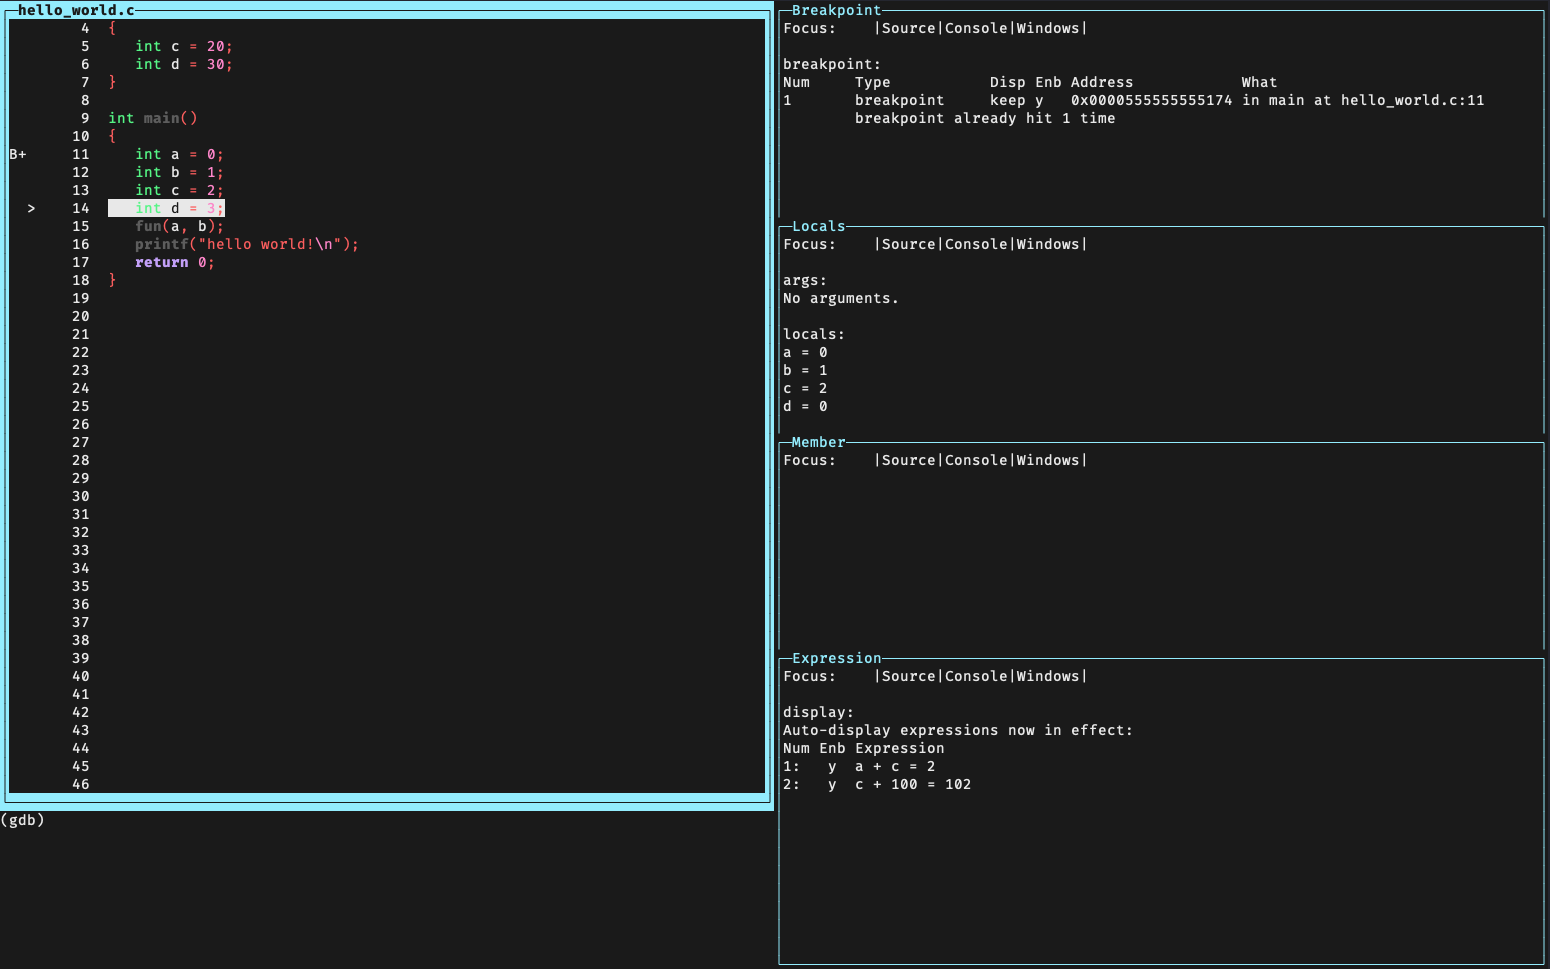 hello_world.c
4 {
5    int c = 20;
6    int d = 30;
7 }
8
9 int main()
10 {
B+ 11    int a = 0;
12    int b = 1;
13    int c = 2;
> 14    int d = 3;
15    fun(a, b);
16    printf("hello world!\n");
17    return 0;
18 }
19
20
21
22
23
24
25
26
27
28
29
30
31
32
33
34
35
36
37
38
39
40
41
42
43
44
45
46
(gdb)
Breakpoint
Focus:    |Source|Console|Windows|
breakpoint:
Num     Type           Disp Enb Address            What
1       breakpoint     keep y   0x0000555555555174 in main at hello_world.c:11
        breakpoint already hit 1 time
Locals
Focus:    |Source|Console|Windows|
args:
No arguments.
locals:
a = 0
b = 1
c = 2
d = 0
Member
Focus:    |Source|Console|Windows|
Expression
Focus:    |Source|Console|Windows|
display:
Auto-display expressions now in effect:
Num Enb Expression
1:   y  a + c = 2
2:   y  c + 100 = 102